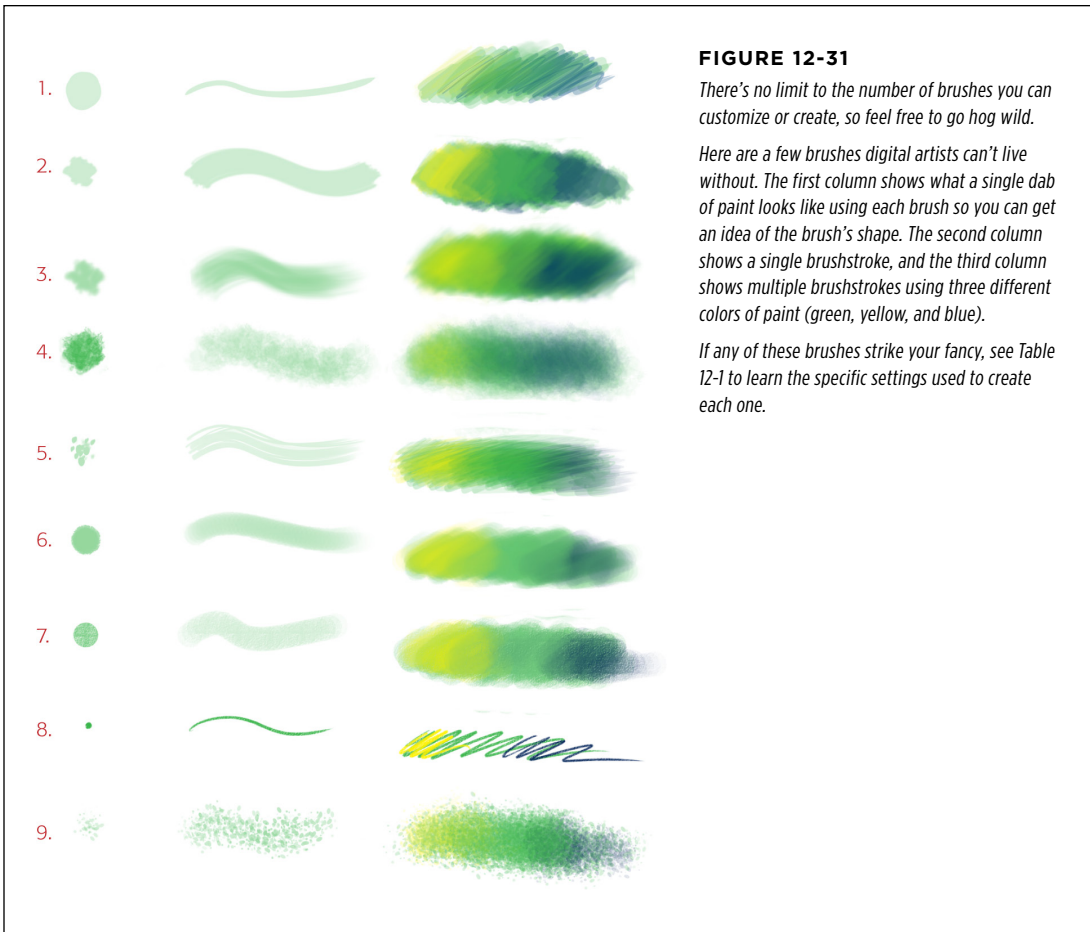 FIGURE 12-31
There's no limit to the number of brushes you can
customize or create, so feel free to go hog wild.
Here are a few brushes digital artists can't live
without. The first column shows what a single dab
of paint looks like using each brush so you can get
an idea of the brush's shape. The second column
shows a single brushstroke, and the third column
shows multiple brushstrokes using three different
colors of paint (green, yellow, and blue).
If any of these brushes strike your fancy, see Table
12-1 to learn the specific settings used to create
each one.
1.
2.
3.
4.
5.
6.
7.
8.
9.